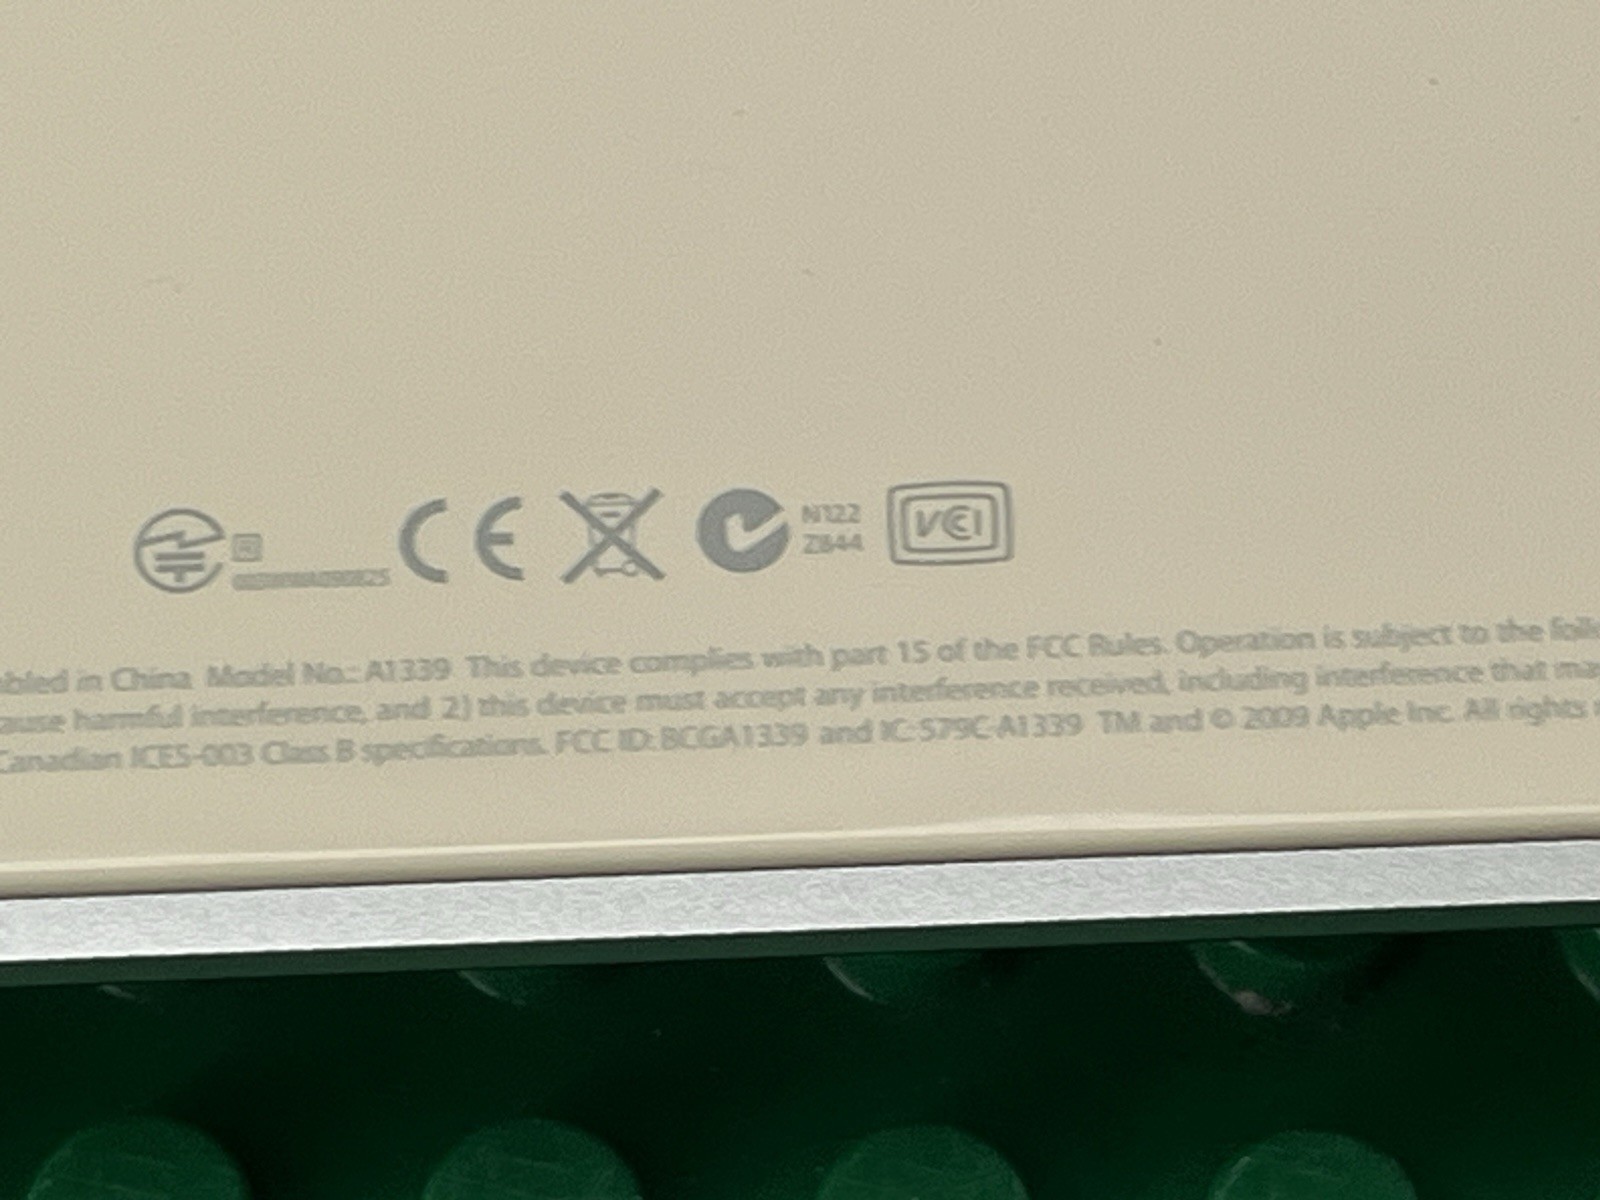 R
CE N122 VCI
Z844
bled in China Model No.: A1339 This device complies with part 15 of the FCC Rules. Operation is subject to the foll
ause harmful interference, and 2) this device must accept any interference received, including interference that ma
Canadian ICES-003 Class B specifications. FCC ID: BCGA1339 and IC: 579C-A1339 TM and © 2009 Apple Inc. All rights